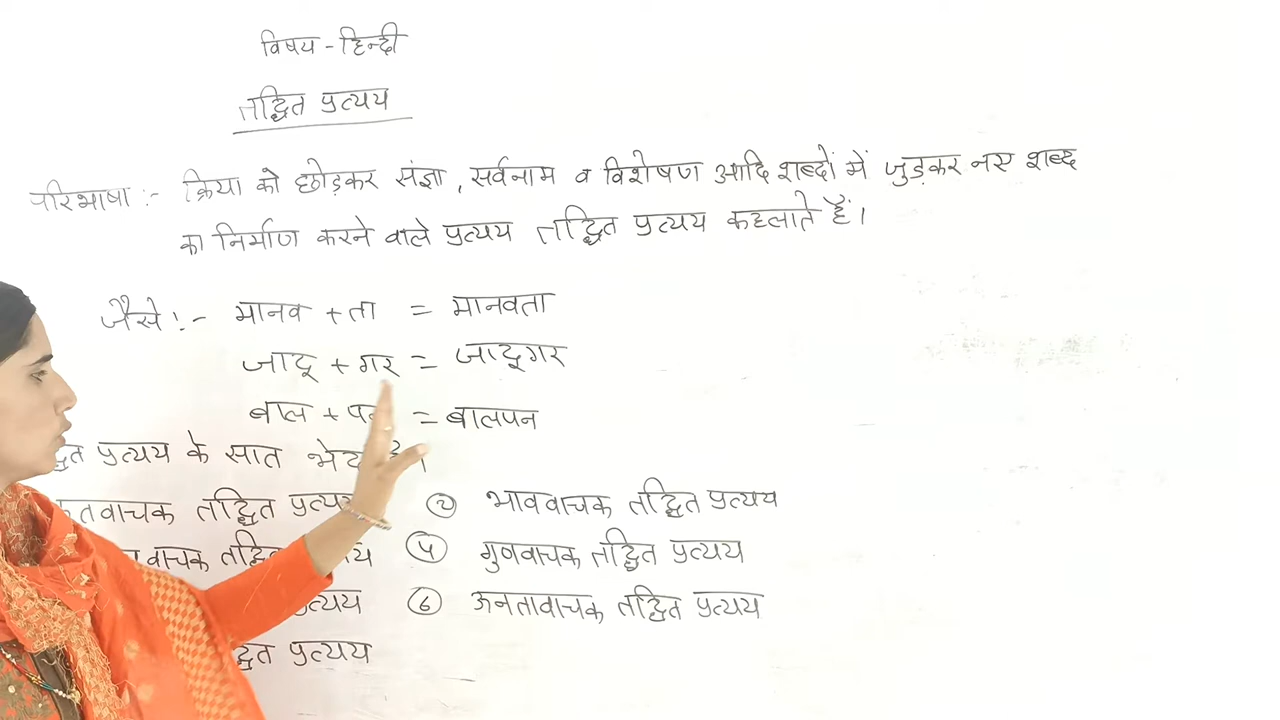 विषय - हिन्दी
तद्धित प्रत्यय
परिभाषा :- क्रिया को छोड़कर संज्ञा, सर्वनाम व विशेषण आदि शब्दों में जुड़कर नए शब्द
का निर्माण करने वाले प्रत्यय तद्धित प्रत्यय कहलाते हैं।
जैसे :- मानव + ता = मानवता
जादू + गर = जादूगर
बाल + = बालपन
प्रत्यय के सात
तद्धित ② भाववाचक तद्धित प्रत्यय
④ गुणवाचक तद्धित प्रत्यय
प्रत्यय ⑥ ऊनतावाचक तद्धित प्रत्यय
प्रत्यय